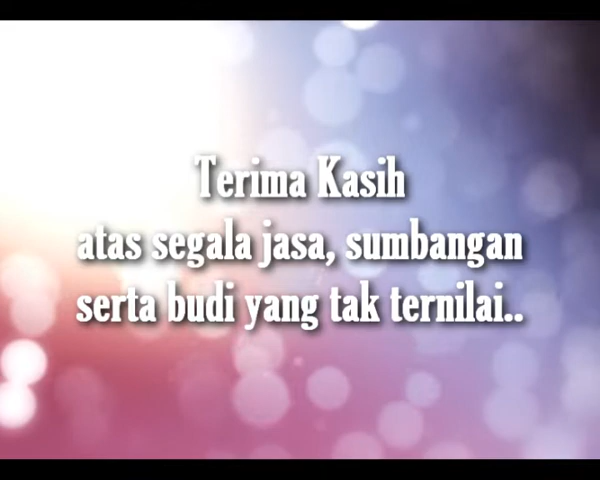 Terima Kasih
atas segala jasa, sumbangan
serta budi yang tak ternilai..